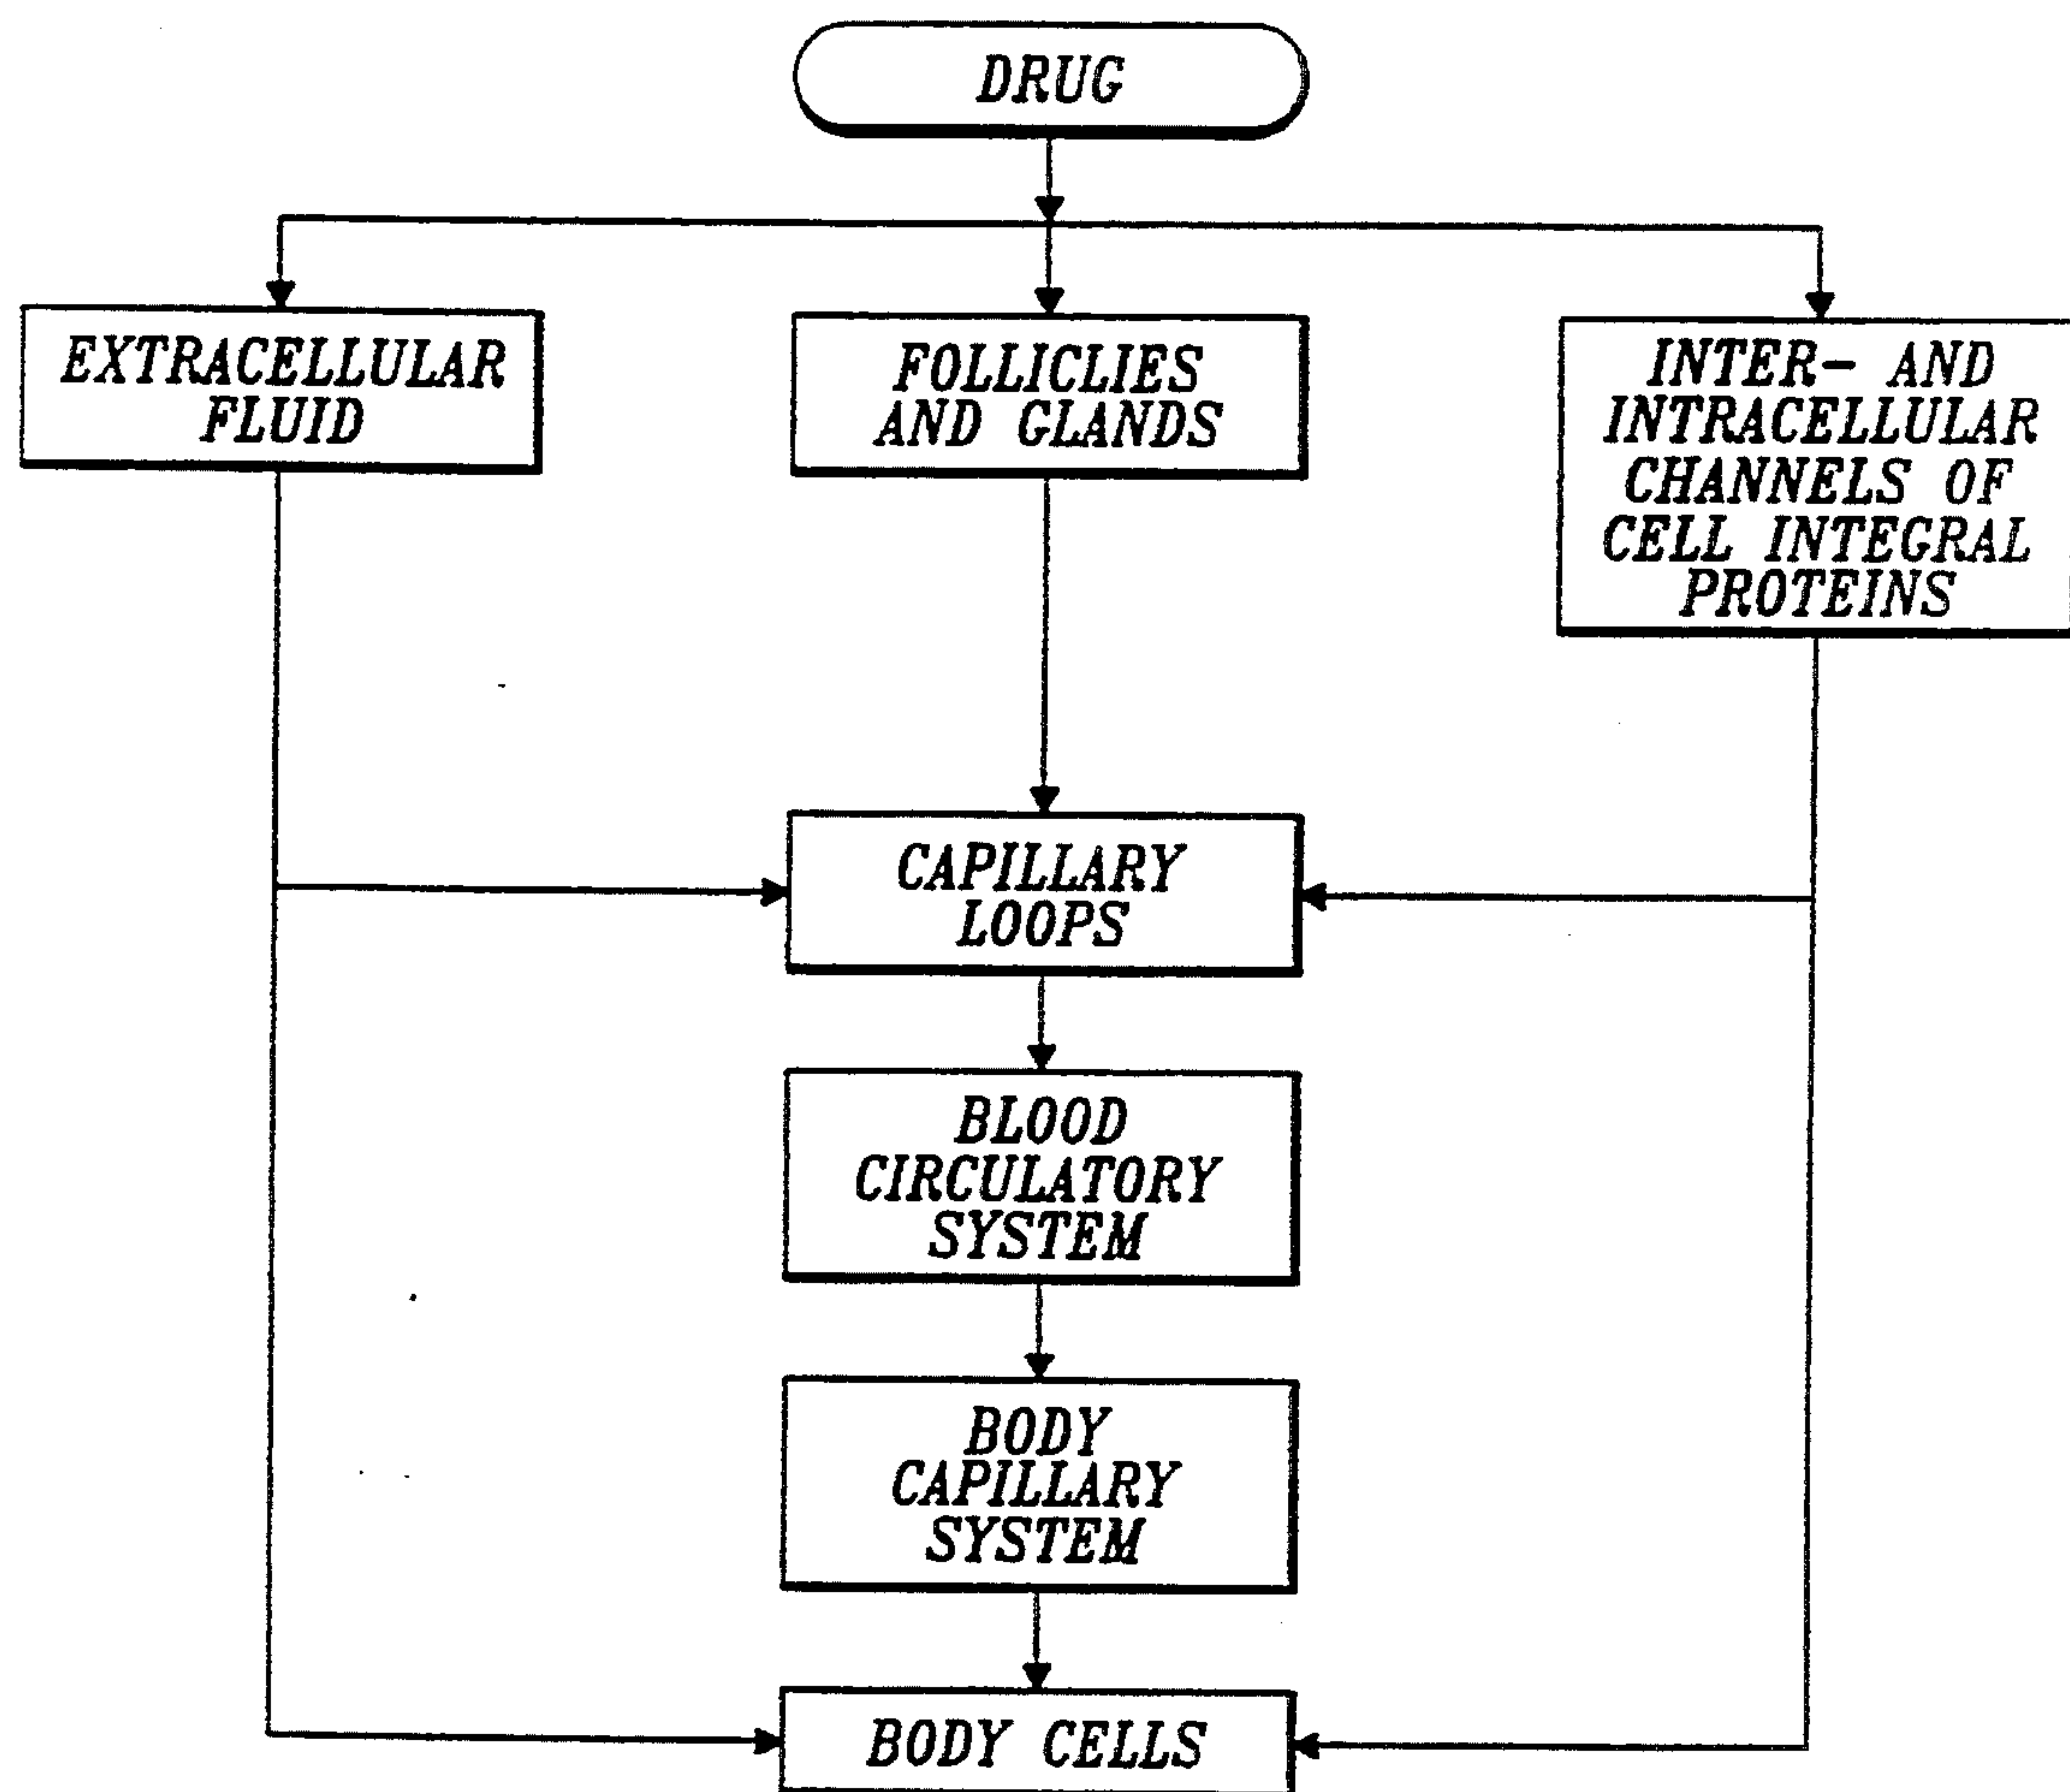 DRUG
EXTRACELLULAR
FLUID
FOLLICLIES
AND GLANDS
INTER- AND
INTRACELLULAR
CHANNELS OF
CELL INTEGRAL
PROTEINS
CAPILLARY
LOOPS
BLOOD
CIRCULATORY
SYSTEM
BODY
CAPILLARY
SYSTEM
BODY CELLS